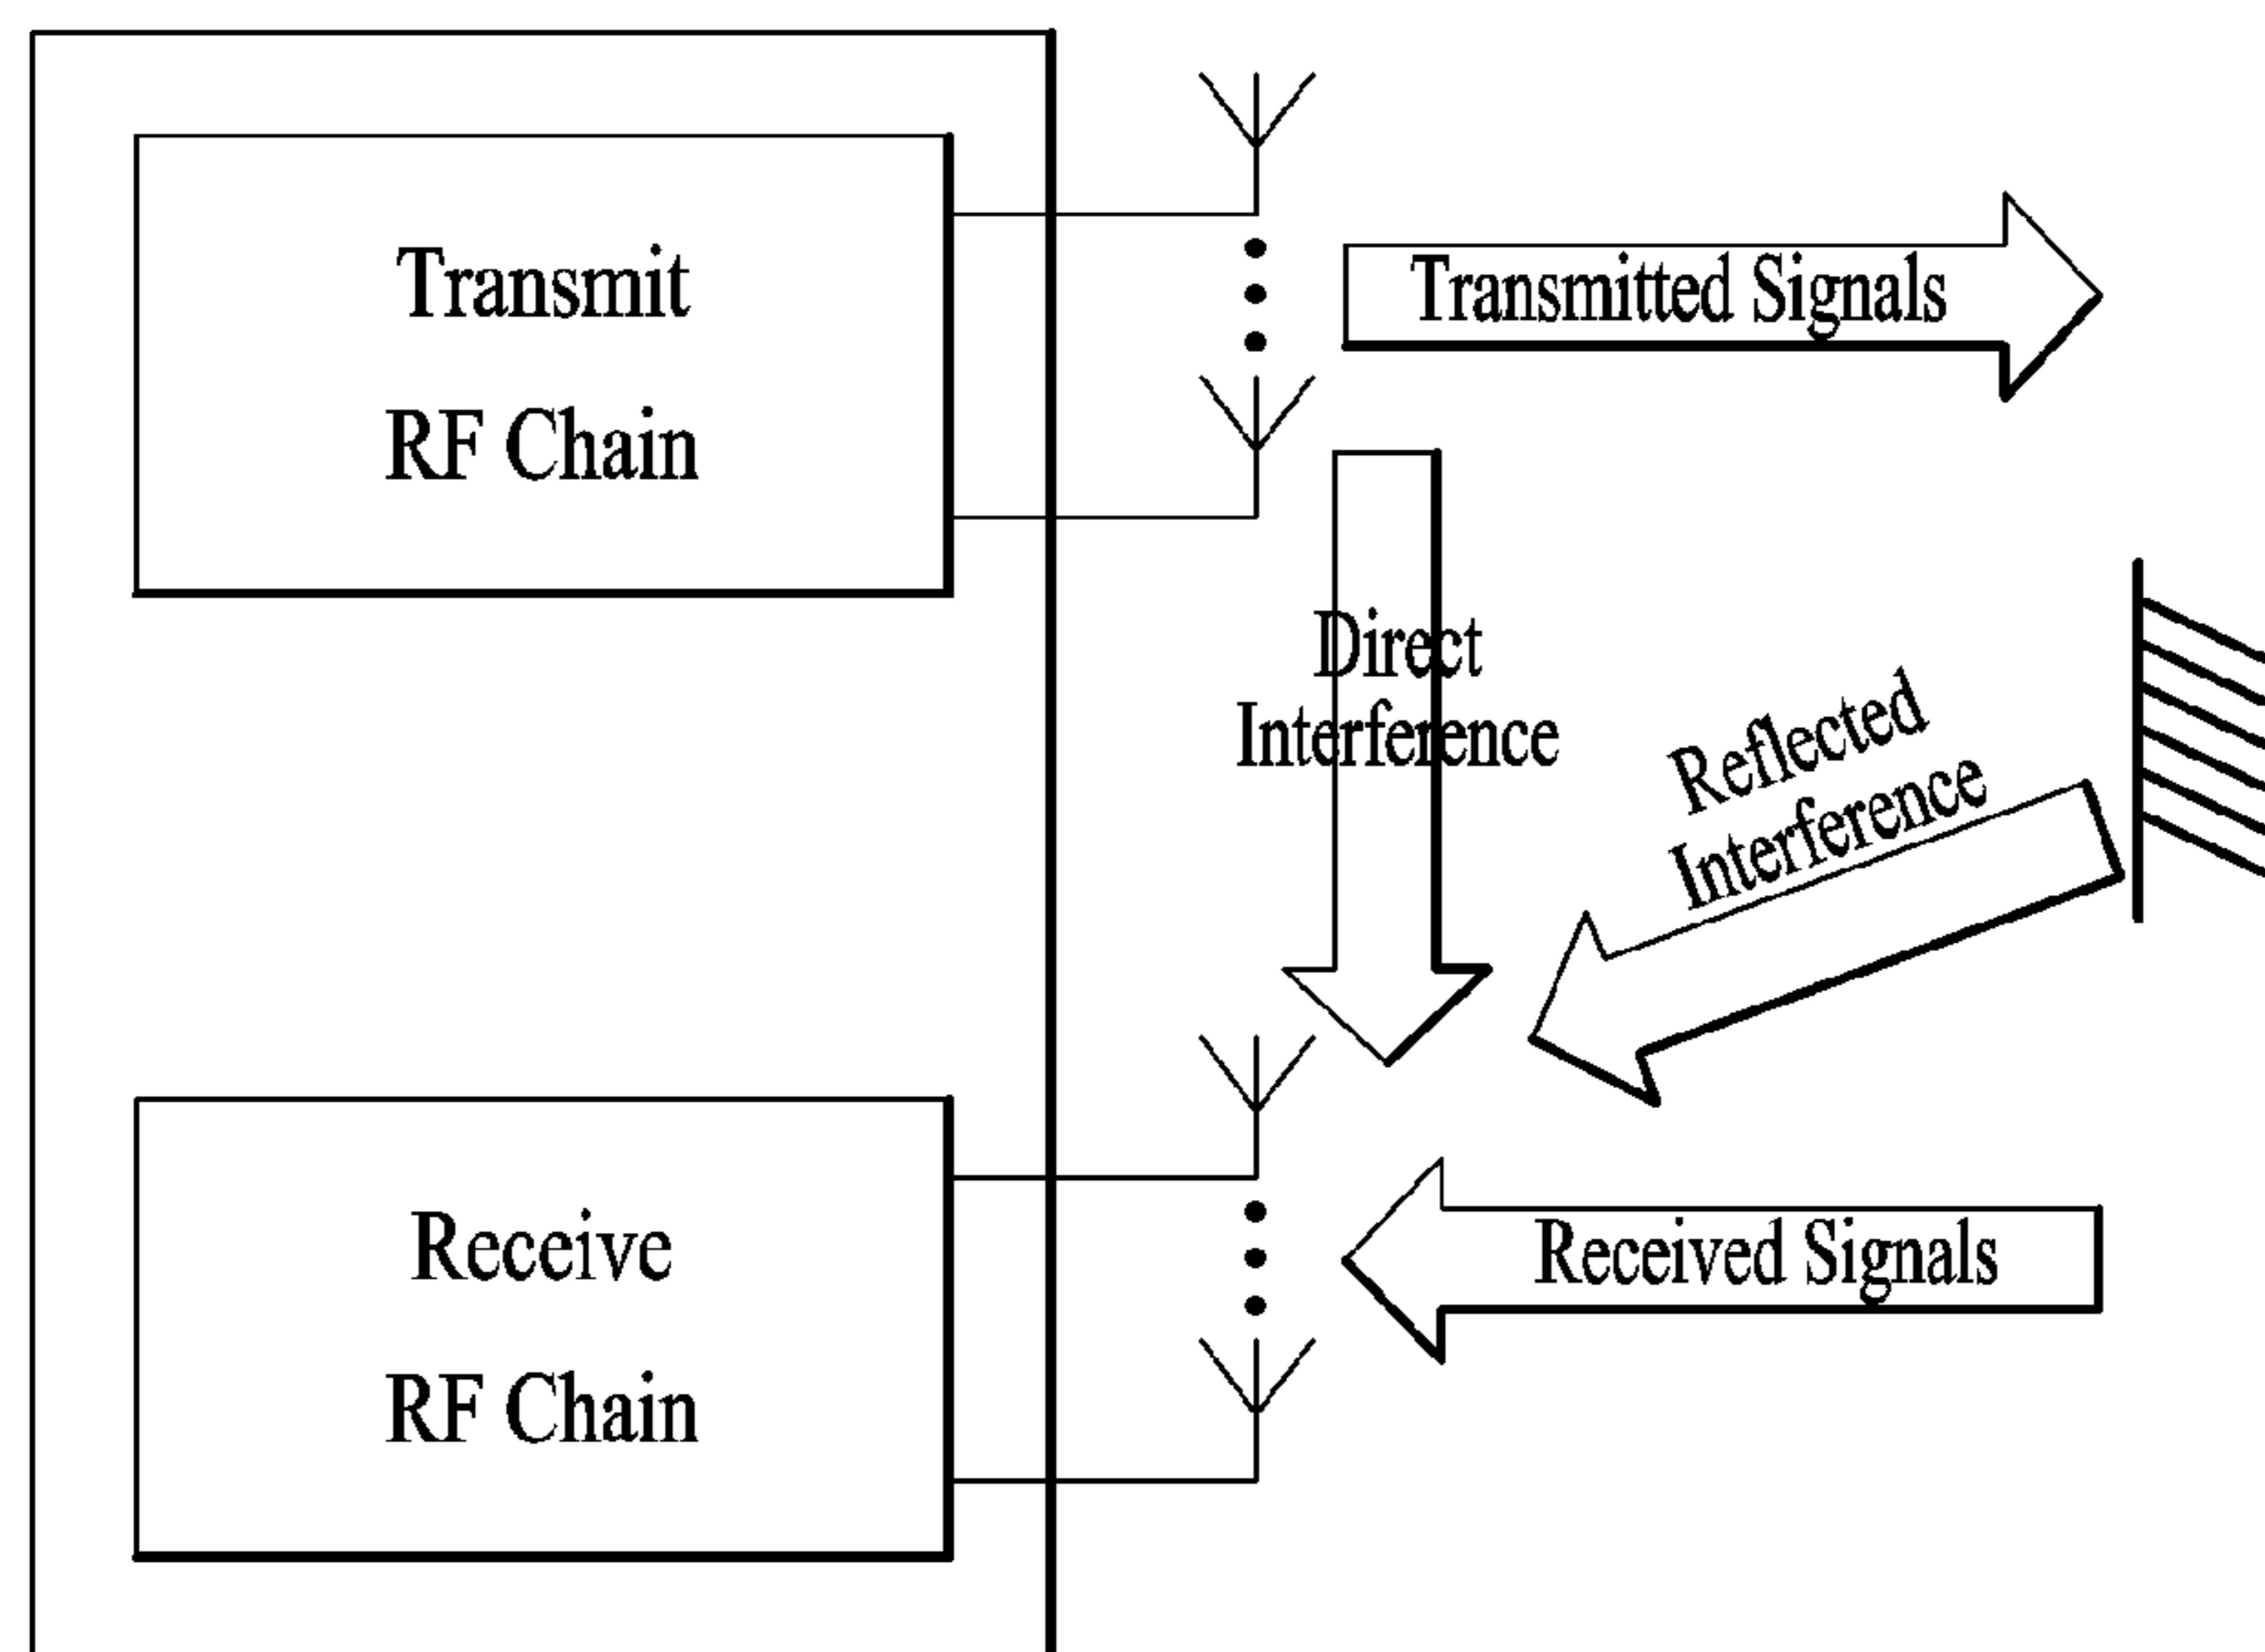 Transmit
RF Chain
Transmitted Signals
Direct
Interference
Reflected
Interference
Receive
RF Chain
Received Signals